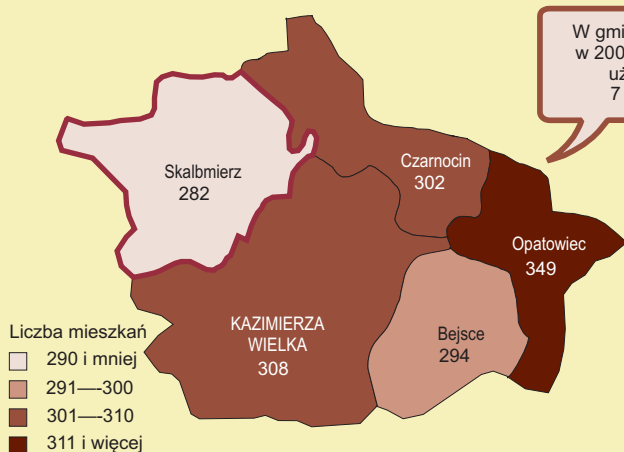 W gmi
w 200
uż
7
Czarnocin
302
Skalbmierz
282
Opatowiec
349
KAZIMIERZA
WIELKA
308
Bejsce
294
Liczba mieszkań
290 i mniej
291—-300
301—-310
311 i więcej